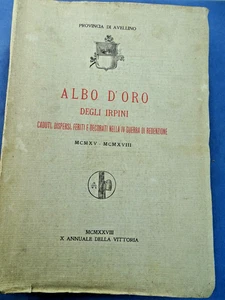 PROVINCIA DI AVELLINO
ALBO D'ORO
DEGLI IRPINI
CADUTI, DISPERSI, FERITI E DECORATI NELLA IV GUERRA DI REDENZIONE
MCMXV - MCMXVIII
MCMXXVIII
X ANNUALE DELLA VITTORIA